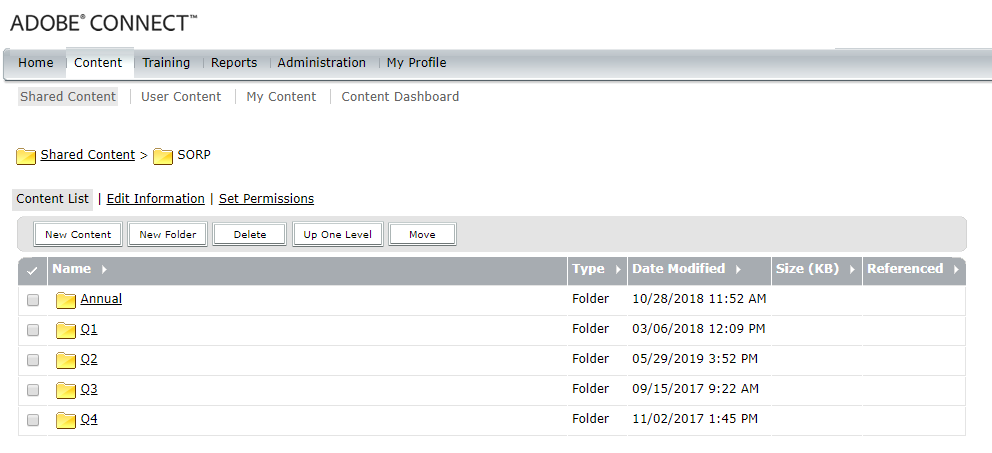 ADOBE® CONNECT™
Home Content Training Reports Administration My Profile
Shared Content User Content My Content Content Dashboard
Shared Content > SORP
Content List | Edit Information | Set Permissions
New Content New Folder Delete Up One Level Move
Name Type Date Modified Size (KB) Referenced
Annual Folder 10/28/2018 11:52 AM
Q1 Folder 03/06/2018 12:09 PM
Q2 Folder 05/29/2019 3:52 PM
Q3 Folder 09/15/2017 9:22 AM
Q4 Folder 11/02/2017 1:45 PM